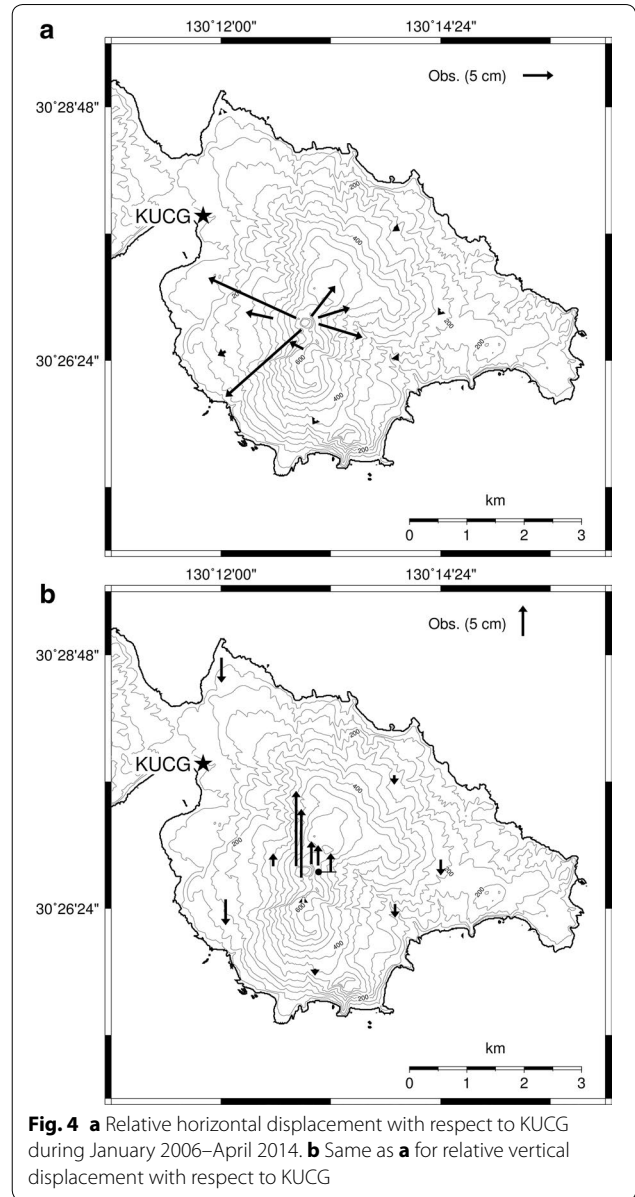 a
130˚12'00" 130˚14'24"
Obs. (5 cm)
30˚28'48"
KUCG
200
400
200
200
30˚26'24"
600
400
200
km
0 1 2 3
b
130˚12'00" 130˚14'24"
Obs. (5 cm)
30˚28'48"
KUCG
200
400
200
200
30˚26'24"
600
400
200
km
0 1 2 3
Fig. 4 a Relative horizontal displacement with respect to KUCG
during January 2006–April 2014. b Same as a for relative vertical
displacement with respect to KUCG